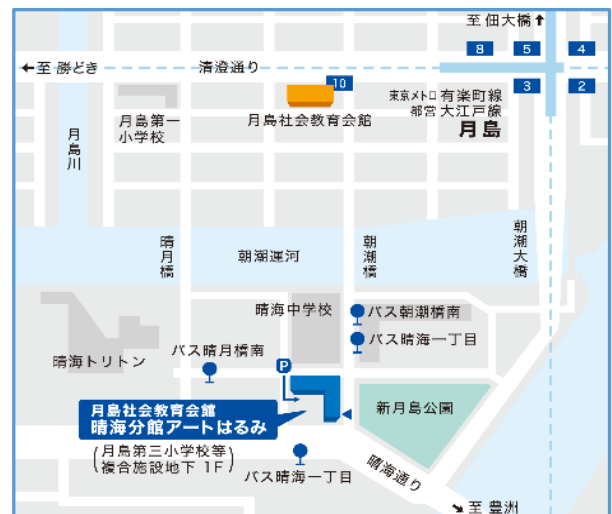 至 佃大橋
8
5
4
←至 勝どき
清澄通り
10
3
2
東京メトロ 有楽町線
都営 大江戸線
月島
月島第一
小学校
月島社会教育会館
月島川
晴月橋
朝潮運河
朝潮橋
朝潮大橋
晴海中学校
バス朝潮橋南
バス晴海一丁目
晴海トリトン
バス晴月橋南
P
月島社会教育会館
晴海分館アートはるみ
(月島第三小学校等
複合施設地下 1F)
新月島公園
バス晴海一丁目
晴海通り
至 豊洲